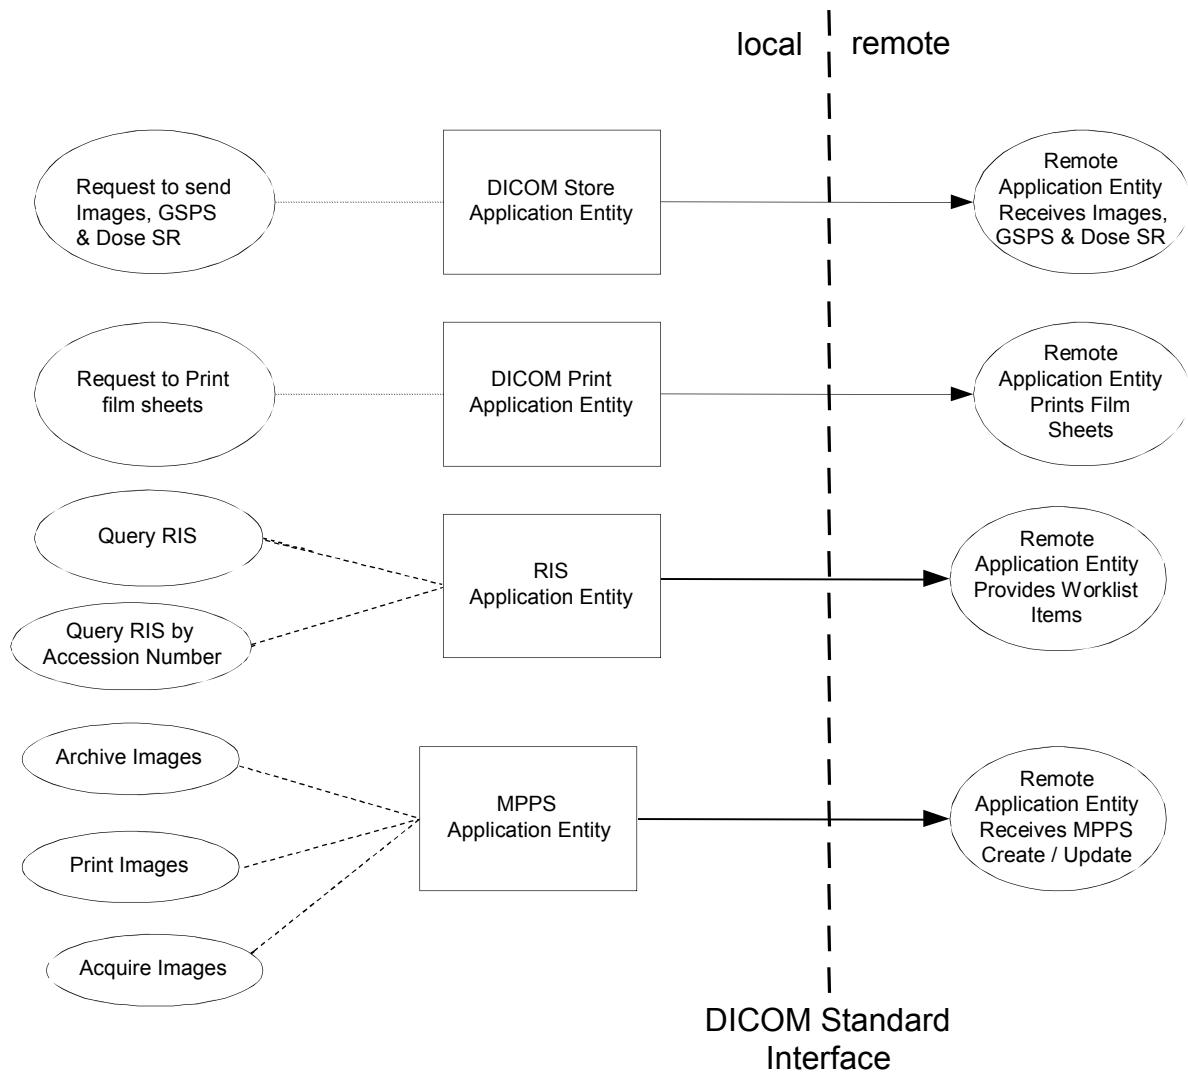 local
remote
Request to send
Images, GSPS
& Dose SR
DICOM Store
Application Entity
Remote
Application Entity
Receives Images,
GSPS & Dose SR
Request to Print
film sheets
DICOM Print
Application Entity
Remote
Application Entity
Prints Film
Sheets
Query RIS
Query RIS by
Accession Number
RIS
Application Entity
Remote
Application Entity
Provides Worklist
Items
Archive Images
Print Images
Acquire Images
MPPS
Application Entity
Remote
Application Entity
Receives MPPS
Create / Update
DICOM Standard
Interface